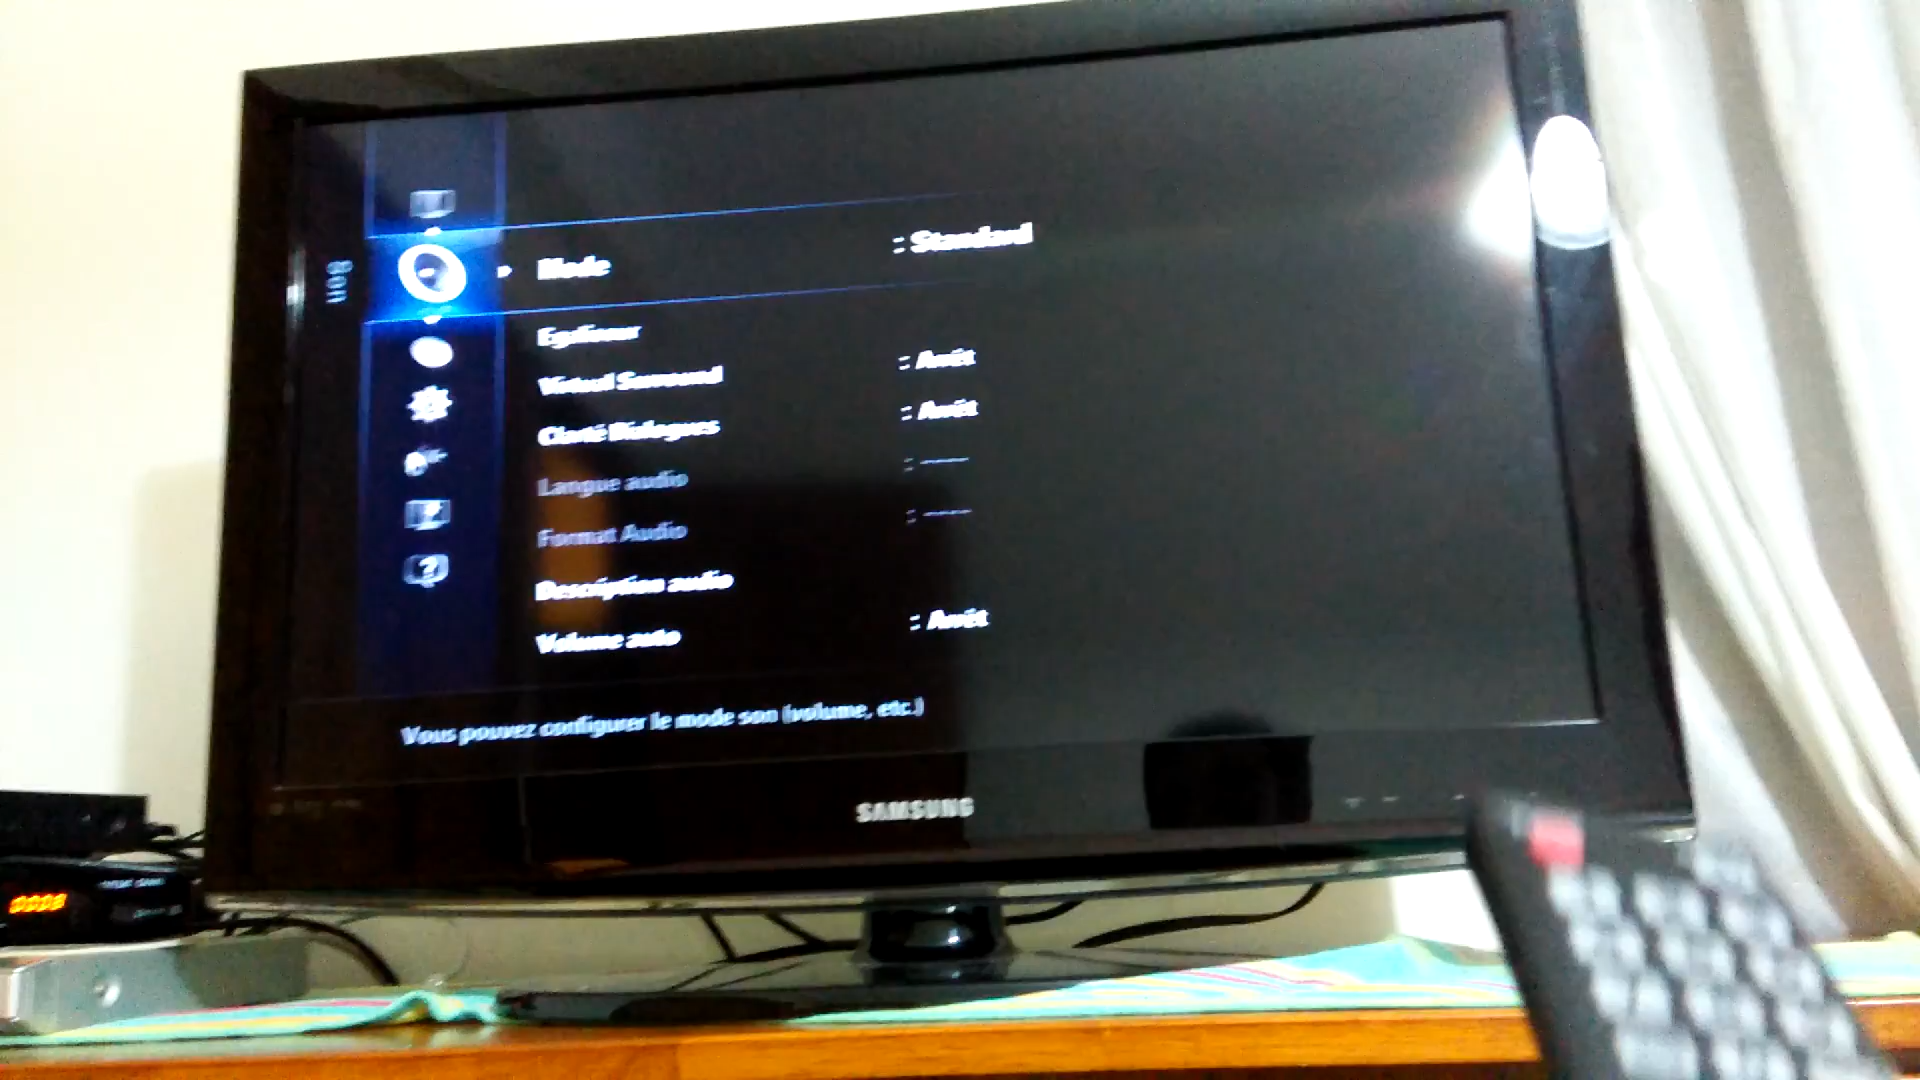 Son
Mode : Standard
Egaliseur
Virtual Surround : Arrêt
Clarté Dialogues : Arrêt
Langue audio : ----
Format Audio : ----
Description audio
Volume auto : Arrêt
Vous pouvez configurer le mode son (volume, etc.)
SAMSUNG